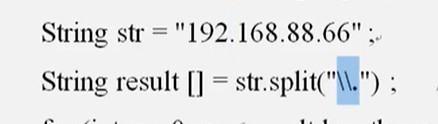 String str = "192.168.88.66" ;
String result [] = str.split("\\.") ;